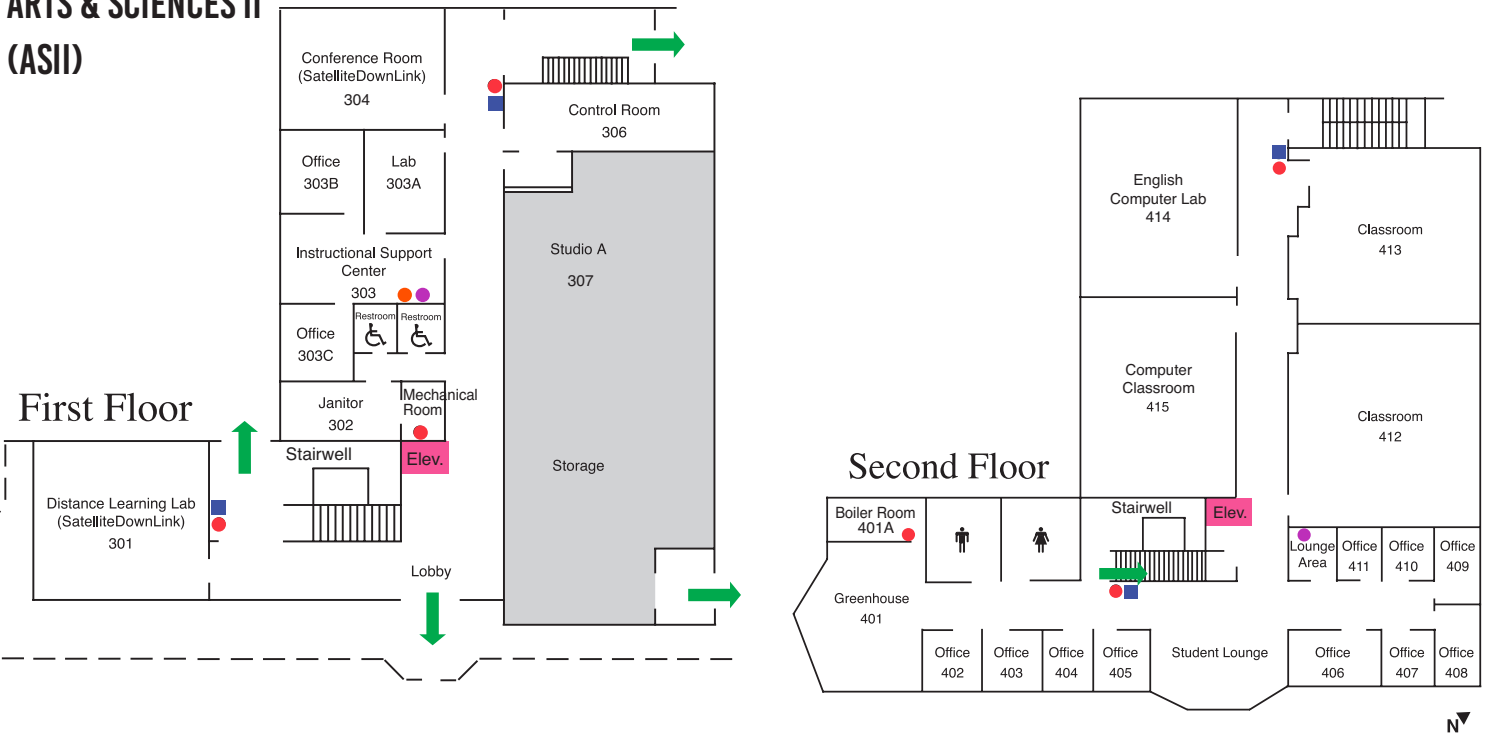 ARTS & SCIENCES II
(ASII)
Conference Room
(SatelliteDownLink)
304
Control Room
306
Office
303B
Lab
303A
Instructional Support
Center
303
Studio A
307
Restroom
Restroom
Office
303C
Janitor
302
Mechanical
Room
First Floor
Stairwell
Elev.
Storage
Distance Learning Lab
(SatelliteDownLink)
301
Lobby
English
Computer Lab
414
Classroom
413
Computer
Classroom
415
Classroom
412
Second Floor
Boiler Room
401A
Stairwell
Elev.
Lounge
Area
Office
411
Office
410
Office
409
Greenhouse
401
Office
402
Office
403
Office
404
Office
405
Student Lounge
Office
406
Office
407
Office
408
N